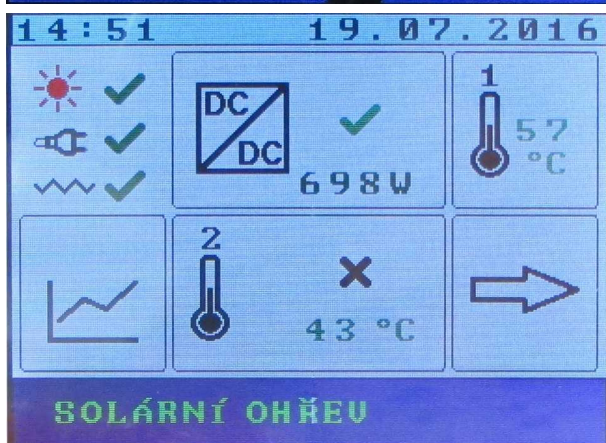 14:51 19.07.2016
DC
DC
698W
1
57
°C
2
43 °C
SOLÁRNÍ OHŘEV